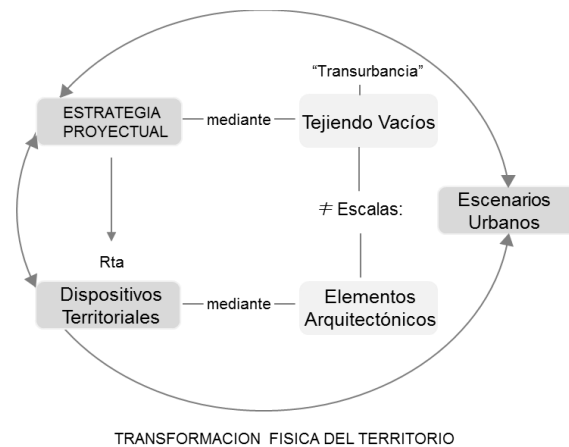 “Transurbancia”
ESTRATEGIA
PROYECTUAL
mediante
Tejiendo Vacíos
≠ Escalas:
Escenarios
Urbanos
Rta
Dispositivos
Territoriales
mediante
Elementos
Arquitectónicos
TRANSFORMACION FISICA DEL TERRITORIO